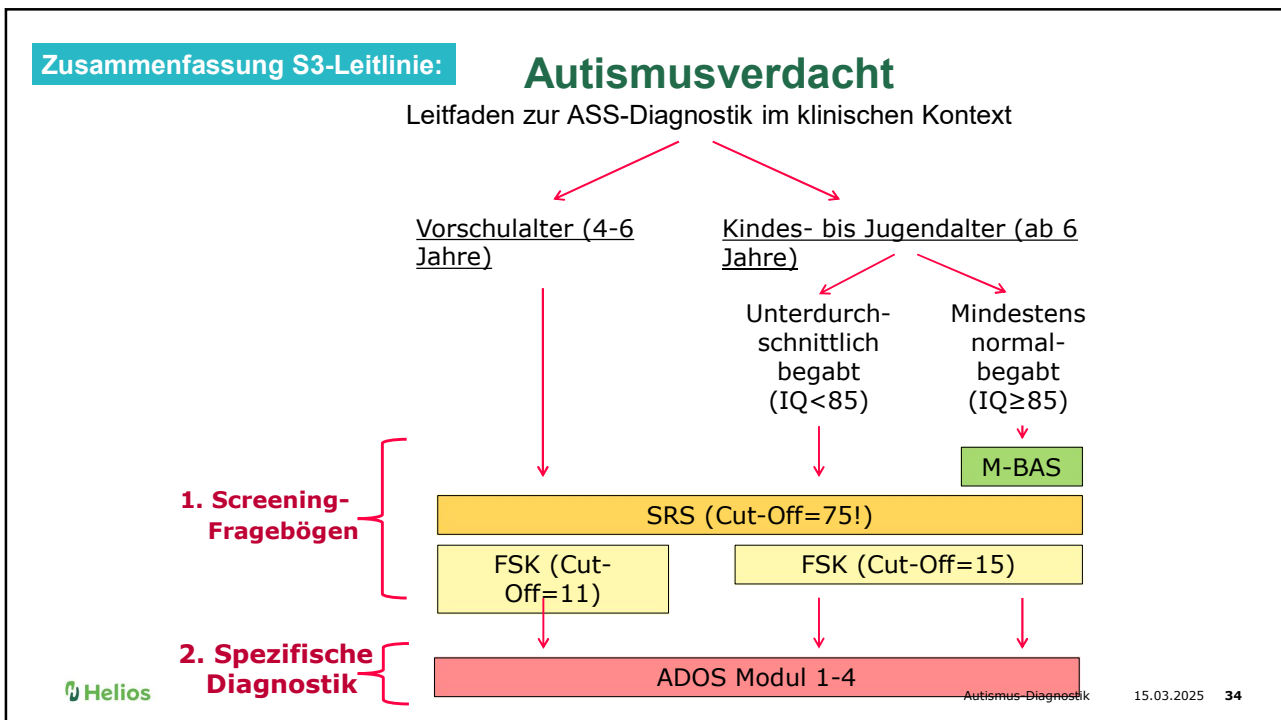 Zusammenfassung S3-Leitlinie:
Autismusverdacht
Leitfaden zur ASS-Diagnostik im klinischen Kontext
Vorschulalter (4-6
Jahre)
Kindes- bis Jugendalter (ab 6
Jahre)
Unterdurch-
schnittlich
begabt
(IQ<85)
Mindestens
normal-
begabt
(IQ≥85)
M-BAS
1. Screening-
Fragebögen
SRS (Cut-Off=75!)
FSK (Cut-
Off=11)
FSK (Cut-Off=15)
2. Spezifische
Diagnostik
ADOS Modul 1-4
Helios
Autismus-Diagnostik 15.03.2025 34